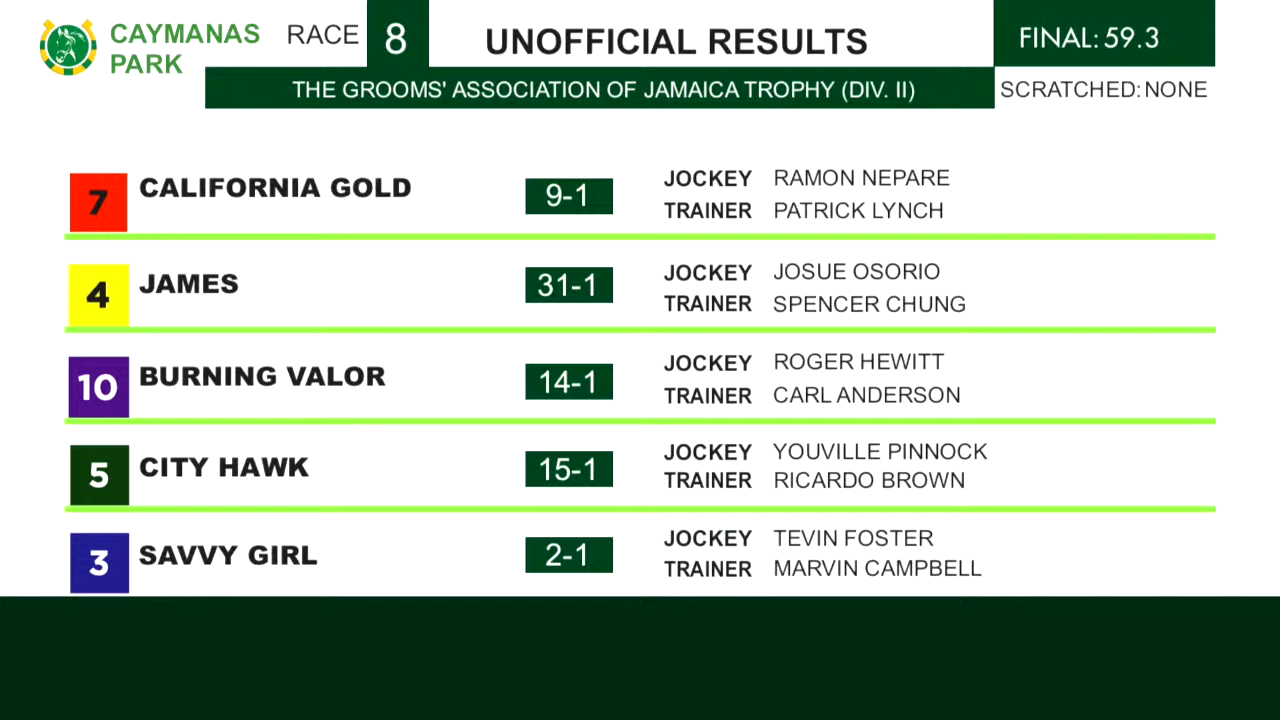 CAYMANAS PARK
RACE 8
UNOFFICIAL RESULTS
FINAL: 59.3
THE GROOMS' ASSOCIATION OF JAMAICA TROPHY (DIV. II)
SCRATCHED: NONE
7 CALIFORNIA GOLD 9-1
JOCKEY RAMON NEPARE
TRAINER PATRICK LYNCH
4 JAMES 31-1
JOCKEY JOSUE OSORIO
TRAINER SPENCER CHUNG
10 BURNING VALOR 14-1
JOCKEY ROGER HEWITT
TRAINER CARL ANDERSON
5 CITY HAWK 15-1
JOCKEY YOUVILLE PINNOCK
TRAINER RICARDO BROWN
3 SAVVY GIRL 2-1
JOCKEY TEVIN FOSTER
TRAINER MARVIN CAMPBELL